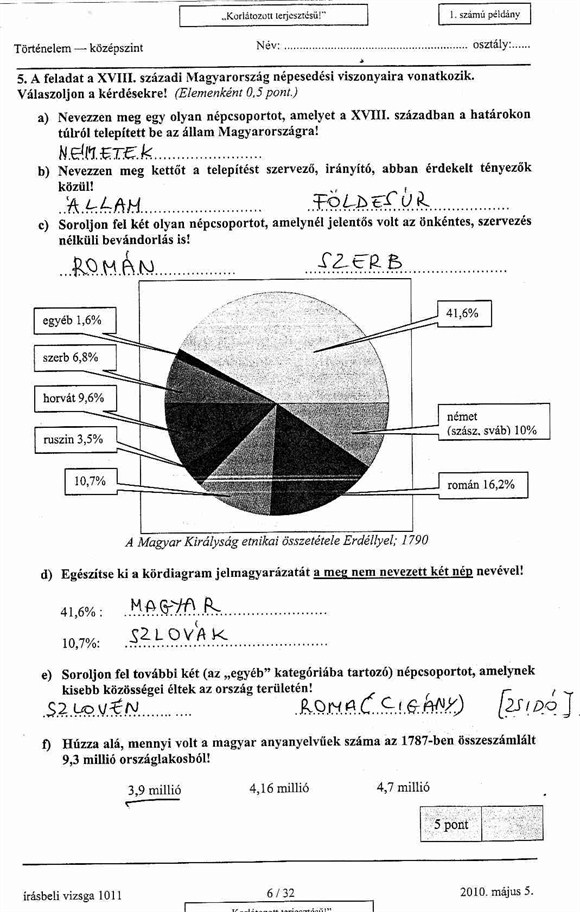 „Korlátozott terjesztésű!”
1. számú példány
Történelem — középszint
Név: ............................................................... osztály:......
5. A feladat a XVIII. századi Magyarország népesedési viszonyaira vonatkozik.
Válaszoljon a kérdésekre! (Elemenként 0,5 pont.)
a) Nevezzen meg egy olyan népcsoportot, amelyet a XVIII. században a határokon
túlról telepített be az állam Magyarországra!
NÉMETEK
b) Nevezzen meg kettőt a telepítést szervező, irányító, abban érdekelt tényezők
közül!
ÁLLAM FÖLDESÚR
c) Soroljon fel két olyan népcsoportot, amelynél jelentős volt az önkéntes, szervezés
nélküli bevándorlás is!
ROMÁN SZERB
egyéb 1,6%
41,6%
szerb 6,8%
horvát 9,6%
német
(szász, sváb) 10%
ruszin 3,5%
10,7%
román 16,2%
A Magyar Királyság etnikai összetétele Erdéllyel; 1790
d) Egészítse ki a kördiagram jelmagyarázatát a meg nem nevezett két nép nevével!
41,6% : MAGYAR
10,7%: SZLOVÁK
e) Soroljon fel további két (az „egyéb” kategóriába tartozó) népcsoportot, amelynek
kisebb közösségei éltek az ország területén!
SZLOVÉN ROMA (CIGÁNY) [ZSIDÓ]
f) Húzza alá, mennyi volt a magyar anyanyelvűek száma az 1787-ben összeszámlált
9,3 millió országlakosból!
3,9 millió 4,16 millió 4,7 millió
5 pont
írásbeli vizsga 1011
6 / 32
2010. május 5.
„Korlátozott terjesztésű!”